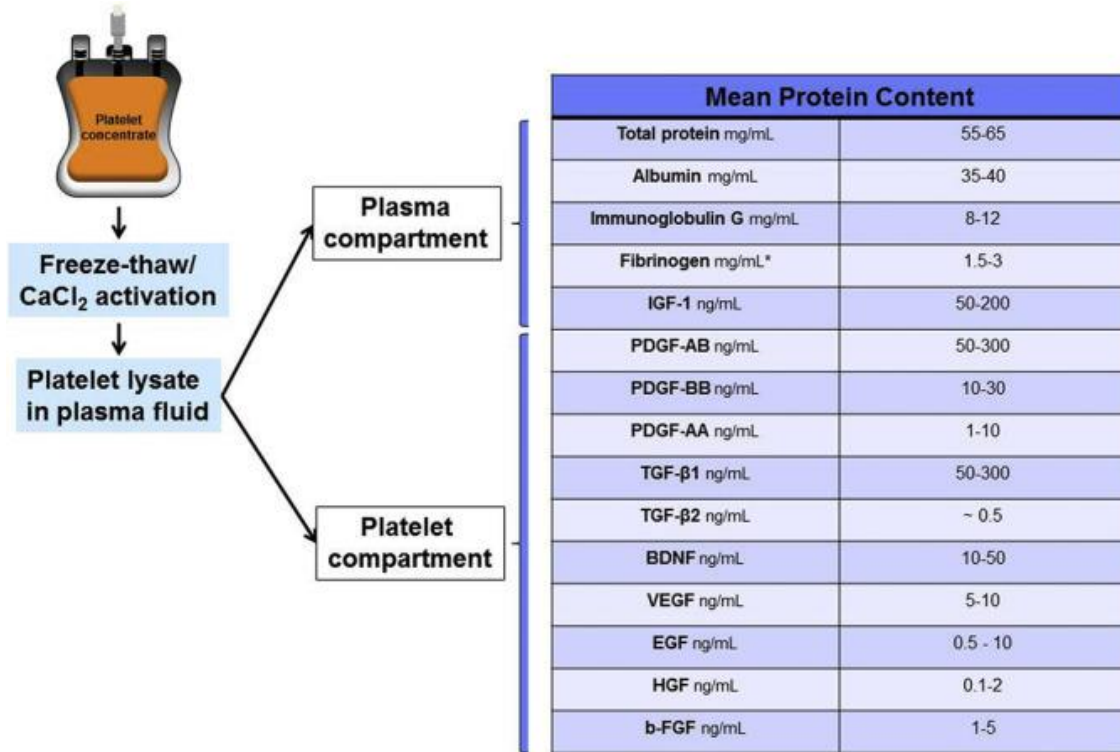 Platelet
concentrate
Freeze-thaw/
CaCl₂ activation
Platelet lysate
in plasma fluid
Plasma
compartment
Platelet
compartment
Mean Protein Content
Total protein mg/mL 55-65
Albumin mg/mL 35-40
Immunoglobulin G mg/mL 8-12
Fibrinogen mg/mL* 1.5-3
IGF-1 ng/mL 50-200
PDGF-AB ng/mL 50-300
PDGF-BB ng/mL 10-30
PDGF-AA ng/mL 1-10
TGF-β1 ng/mL 50-300
TGF-β2 ng/mL ~ 0.5
BDNF ng/mL 10-50
VEGF ng/mL 5-10
EGF ng/mL 0.5 - 10
HGF ng/mL 0.1-2
b-FGF ng/mL 1-5